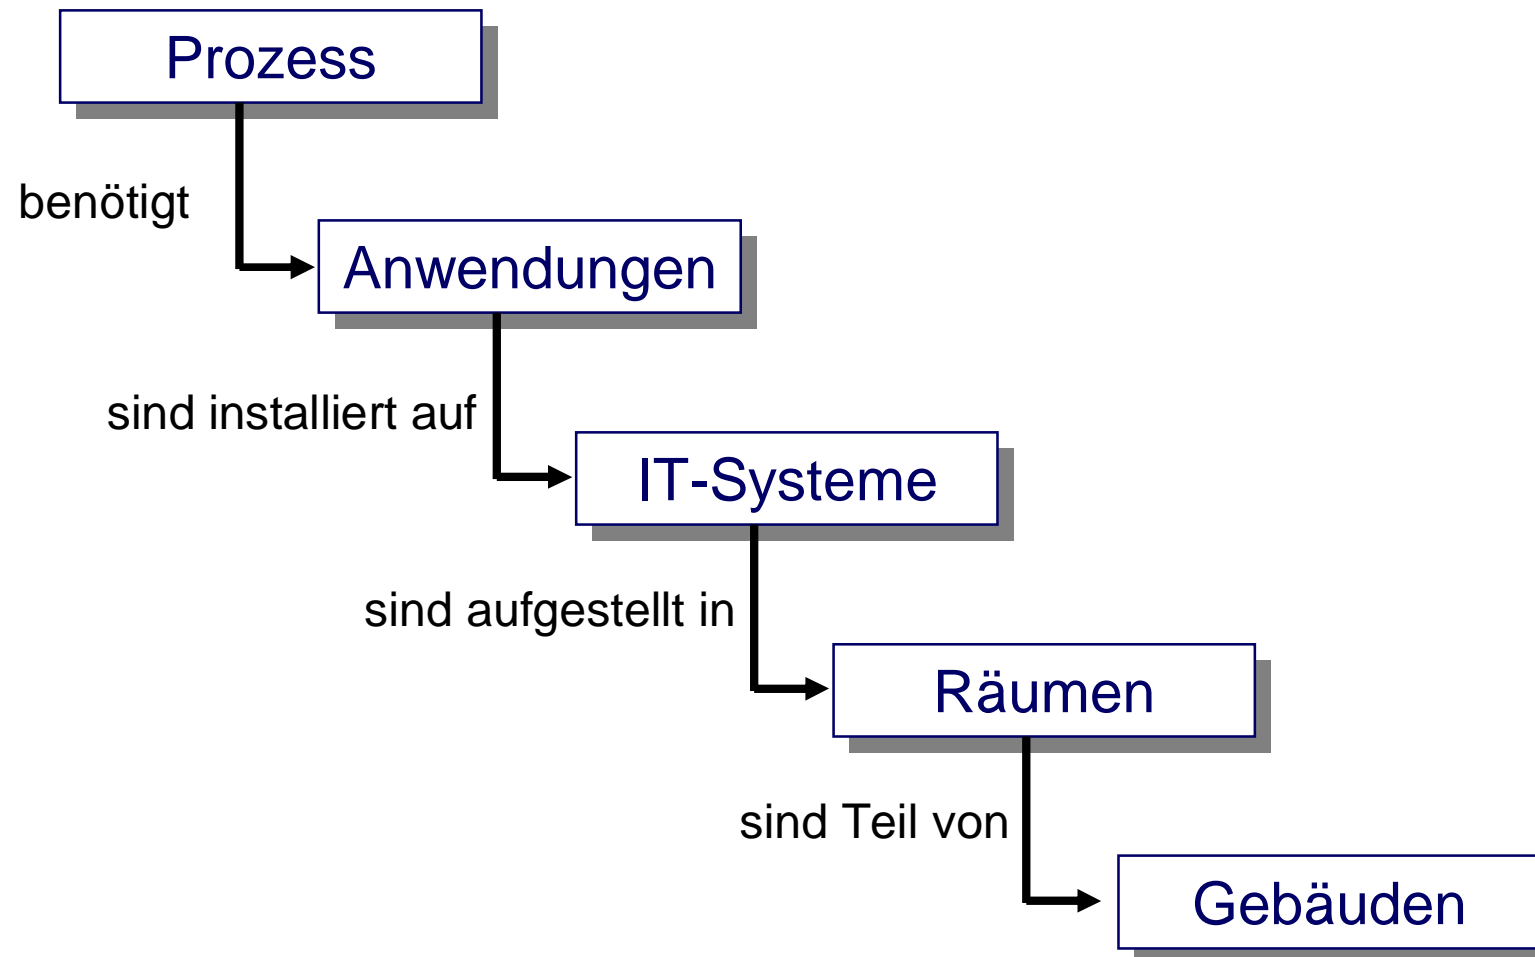 Prozess
benötigt
Anwendungen
sind installiert auf
IT-Systeme
sind aufgestellt in
Räumen
sind Teil von
Gebäuden